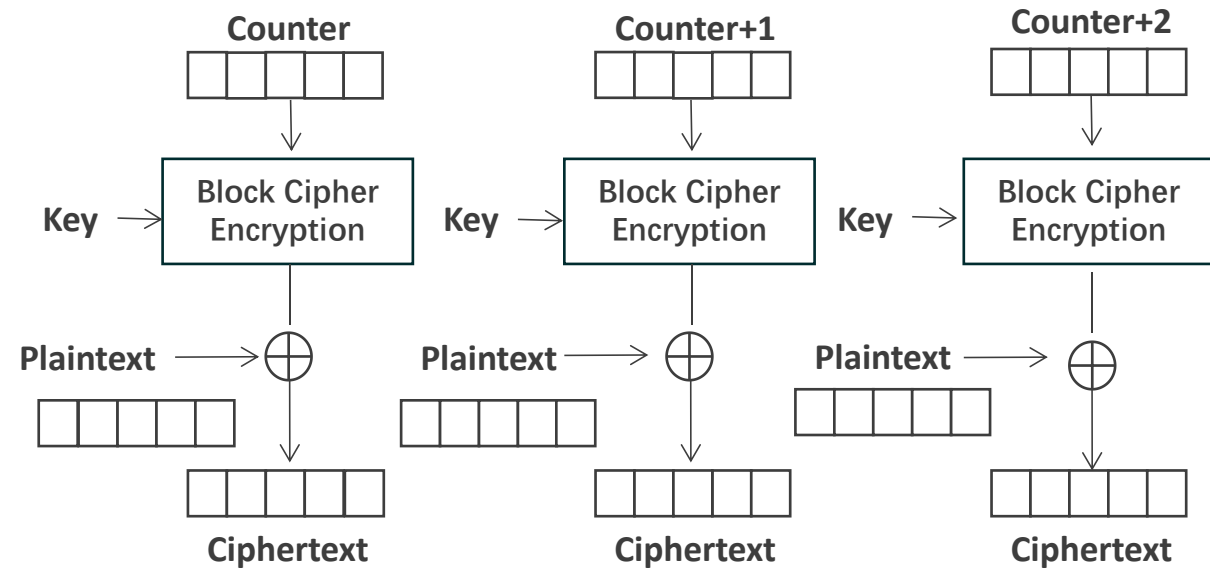 Counter
Counter+1
Counter+2
Key
Block Cipher
Encryption
Key
Block Cipher
Encryption
Key
Block Cipher
Encryption
Plaintext
Plaintext
Plaintext
Ciphertext
Ciphertext
Ciphertext